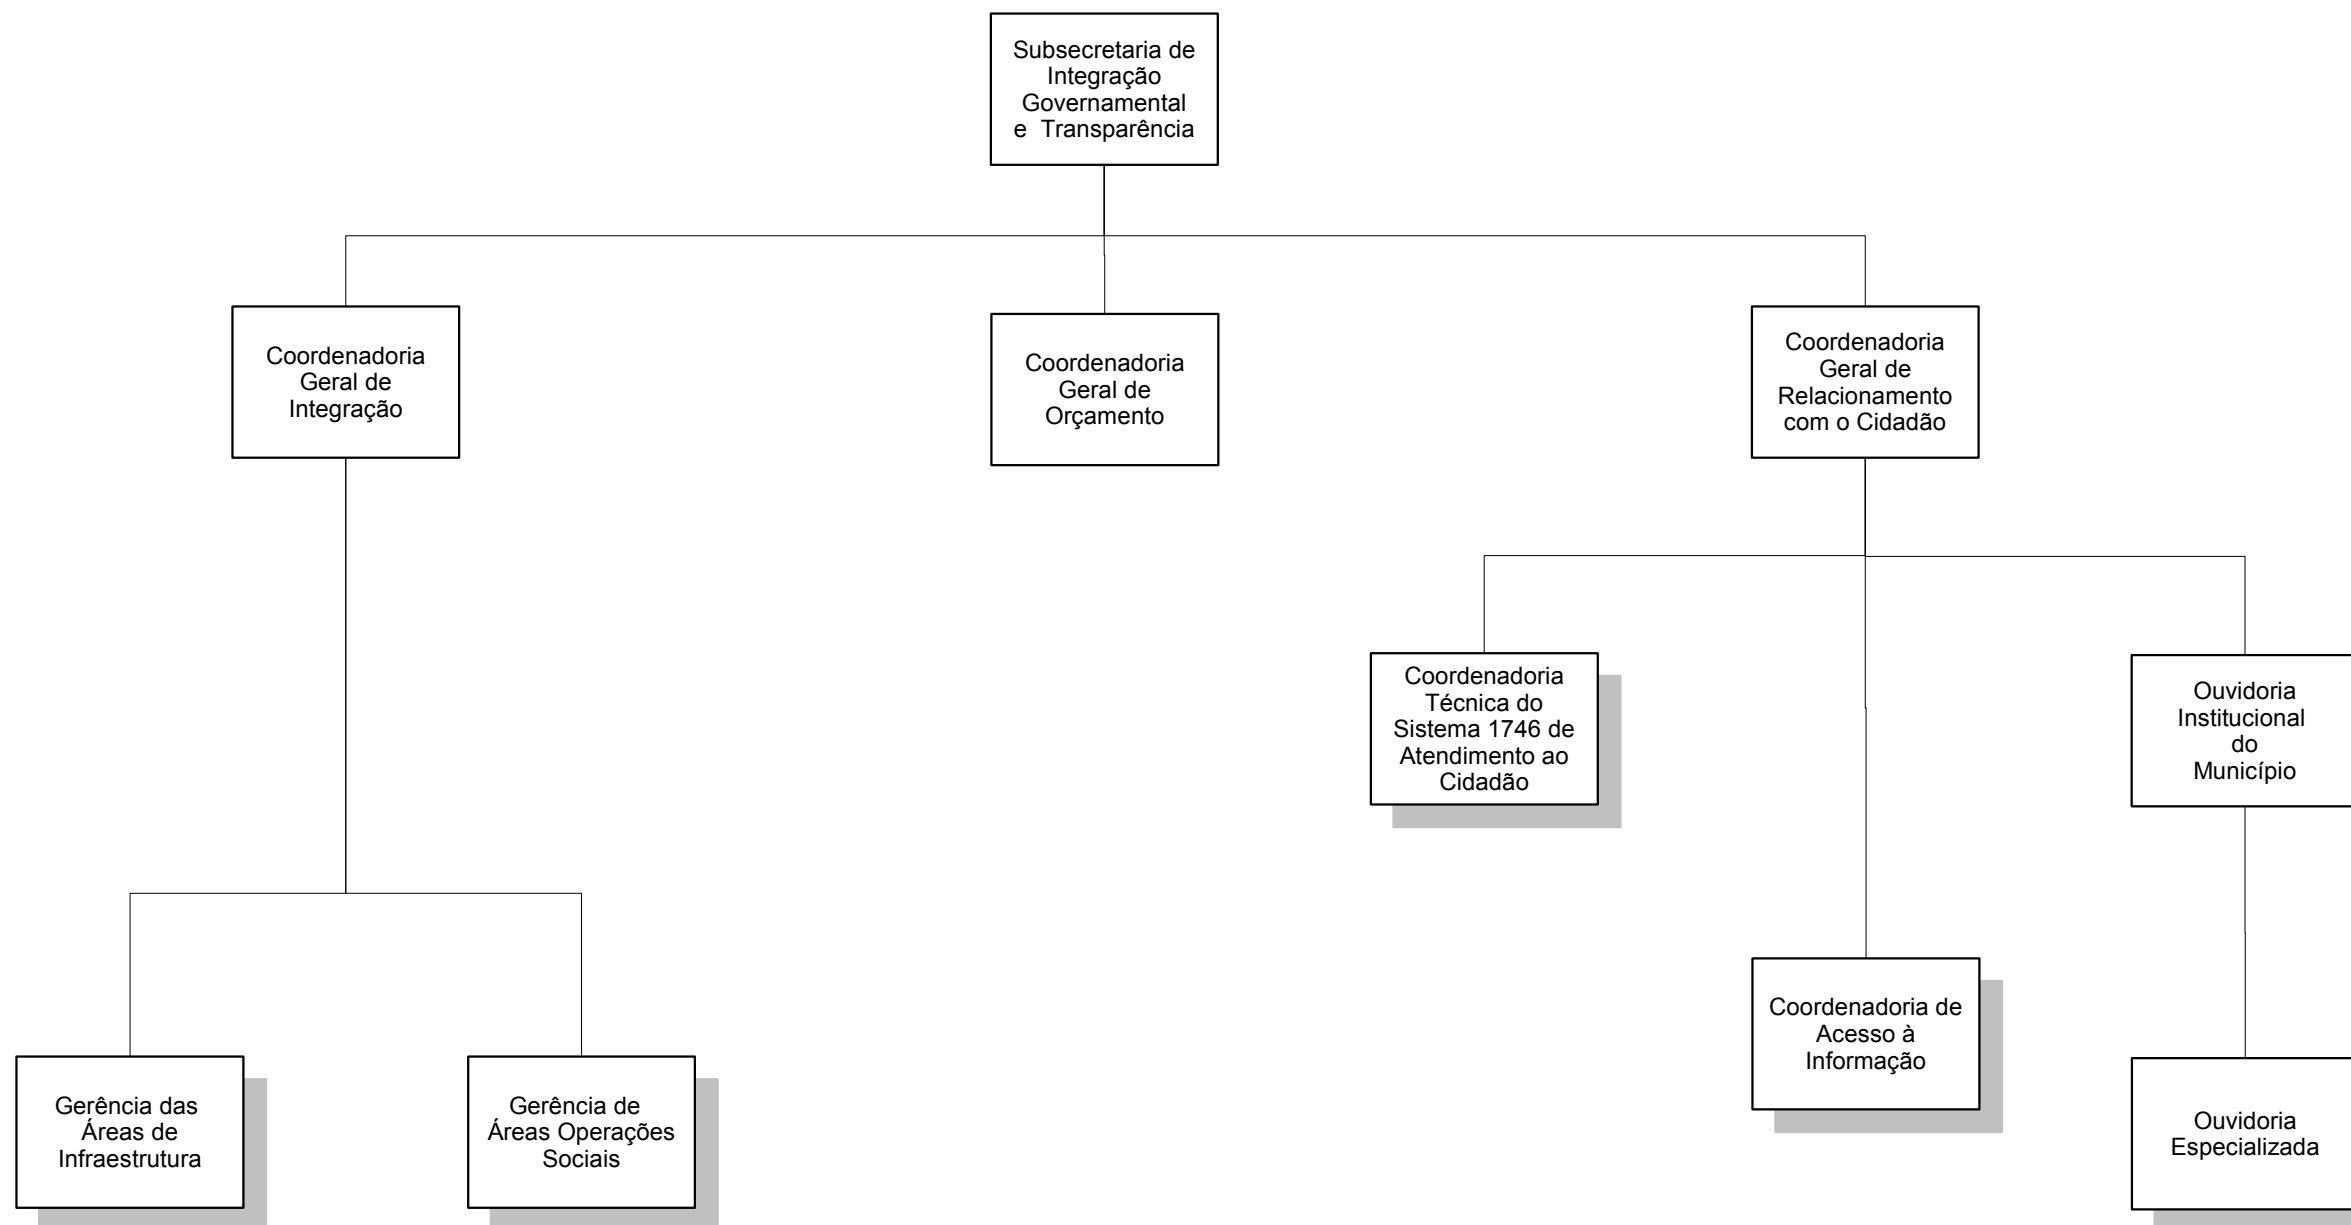 Subsecretaria de
Integração
Governamental
e Transparência
Coordenadoria
Geral de
Integração
Coordenadoria
Geral de
Orçamento
Coordenadoria
Geral de
Relacionamento
com o Cidadão
Coordenadoria
Técnica do
Sistema 1746 de
Atendimento ao
Cidadão
Ouvidoria
Institucional
do
Município
Coordenadoria de
Acesso à
Informação
Gerência das
Áreas de
Infraestrutura
Gerência de
Áreas Operações
Sociais
Ouvidoria
Especializada